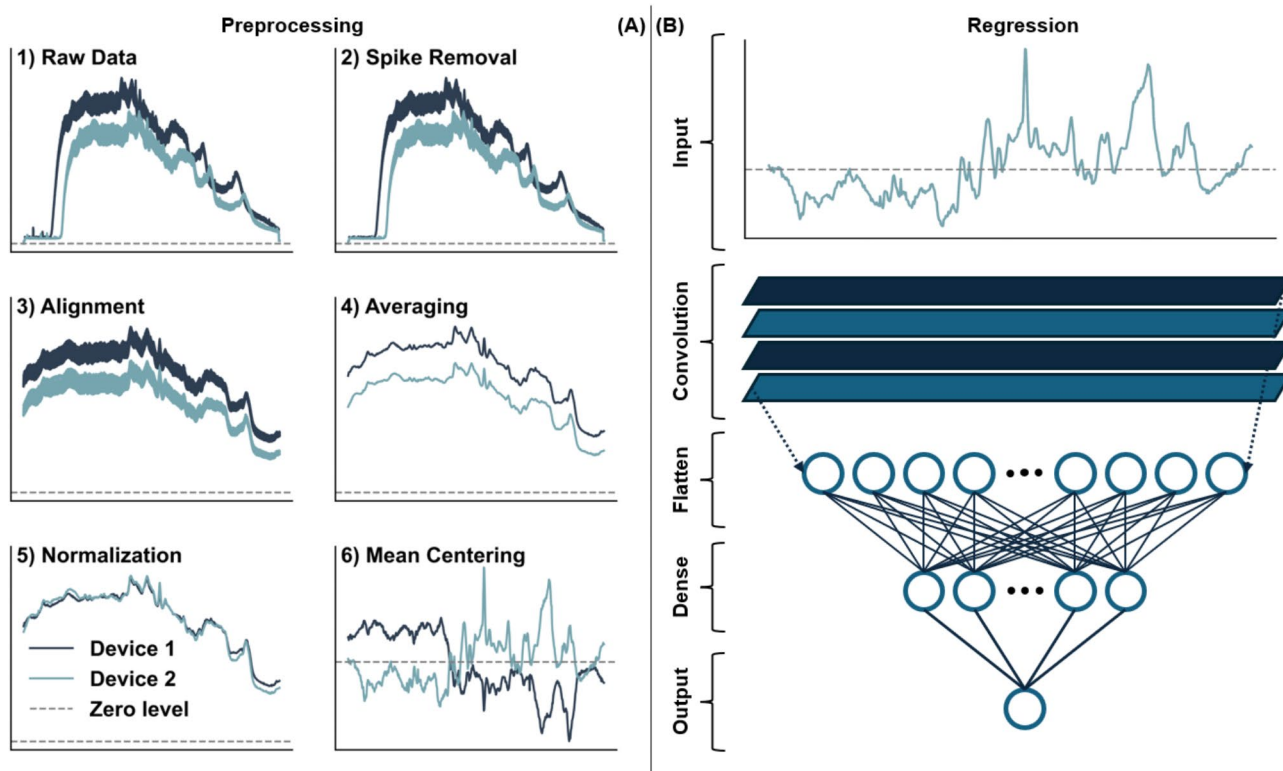 Preprocessing
(A)
1) Raw Data
2) Spike Removal
3) Alignment
4) Averaging
5) Normalization
Device 1
Device 2
Zero level
6) Mean Centering
(B)
Regression
Input
Convolution
Flatten
Dense
Output